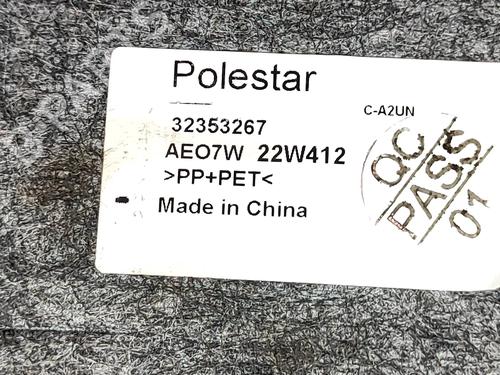 Polestar
C-A2UN
32353267
AEO7W 22W412
>PP+PET<
Made in China
QC
PASS
01